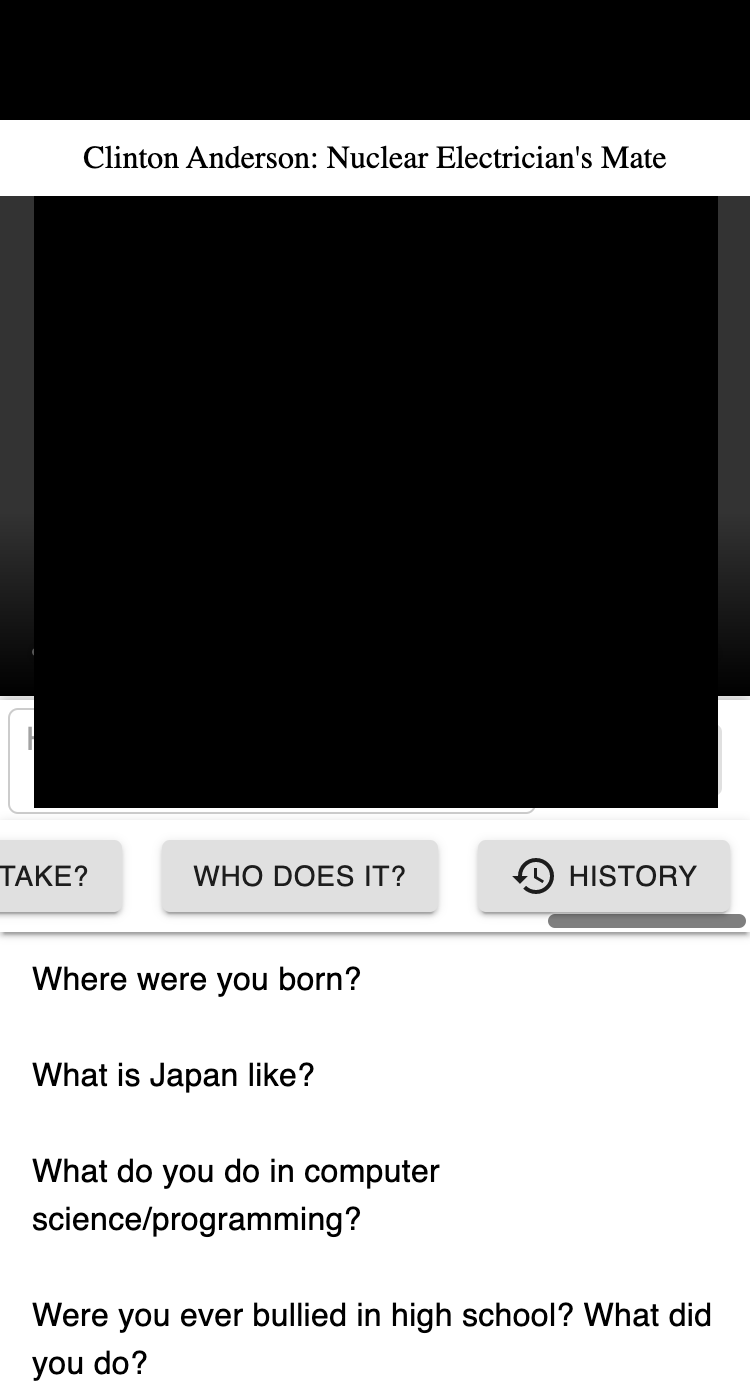 Clinton Anderson: Nuclear Electrician's Mate
TAKE?
WHO DOES IT?
HISTORY
Where were you born?
What is Japan like?
What do you do in computer
science/programming?
Were you ever bullied in high school? What did
you do?